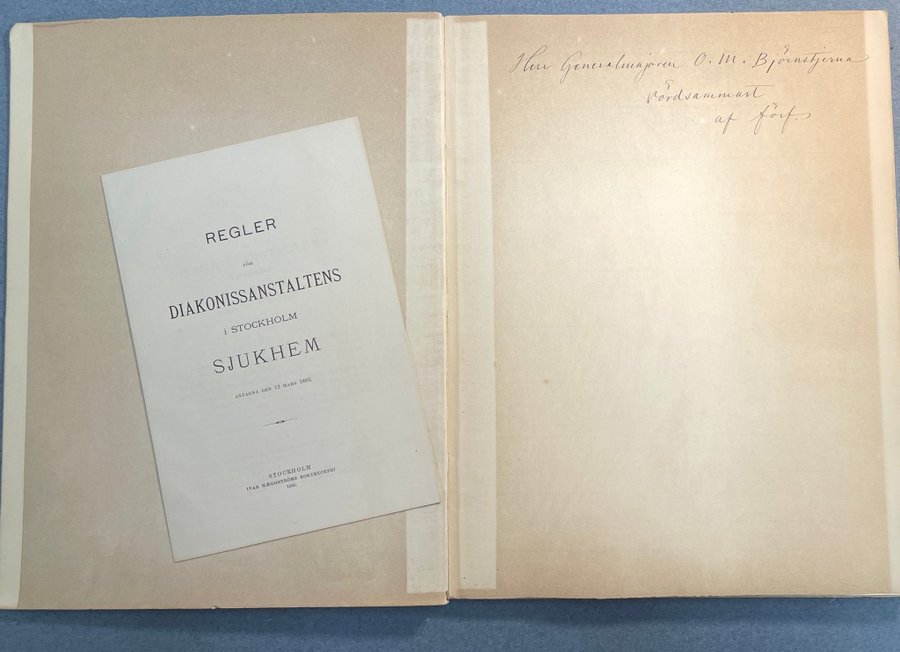 REGLER
FÖR
DIAKONISSANSTALTENS
i STOCKHOLM
SJUKHEM
ANTAGNA DEN 12 MARS 1885.
STOCKHOLM
IVAR HÆGGSTRÖMS BOKTRYCKERI
1885.
Herr Generalmajoren O. M. Björnstjerna
vördsammast
af förf.